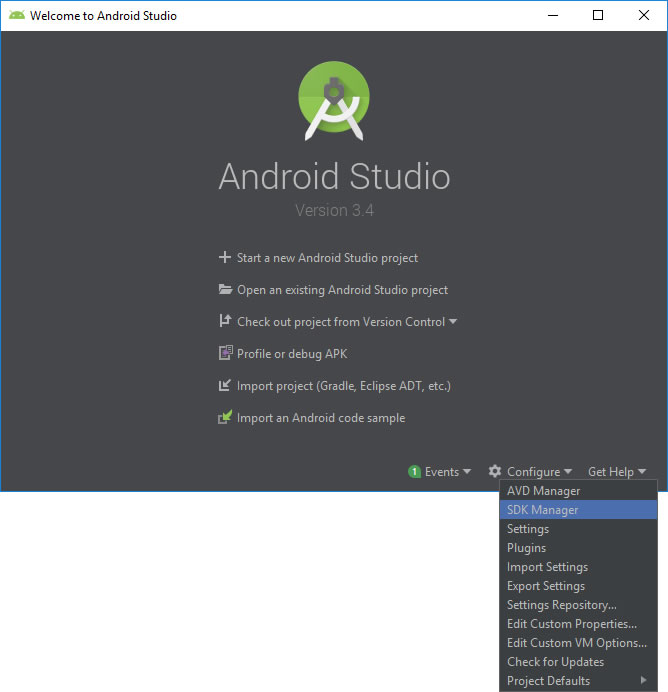 Welcome to Android Studio
Android Studio
Version 3.4
Start a new Android Studio project
Open an existing Android Studio project
Check out project from Version Control
Profile or debug APK
Import project (Gradle, Eclipse ADT, etc.)
Import an Android code sample
1 Events Configure Get Help
AVD Manager
SDK Manager
Settings
Plugins
Import Settings
Export Settings
Settings Repository...
Edit Custom Properties...
Edit Custom VM Options...
Check for Updates
Project Defaults